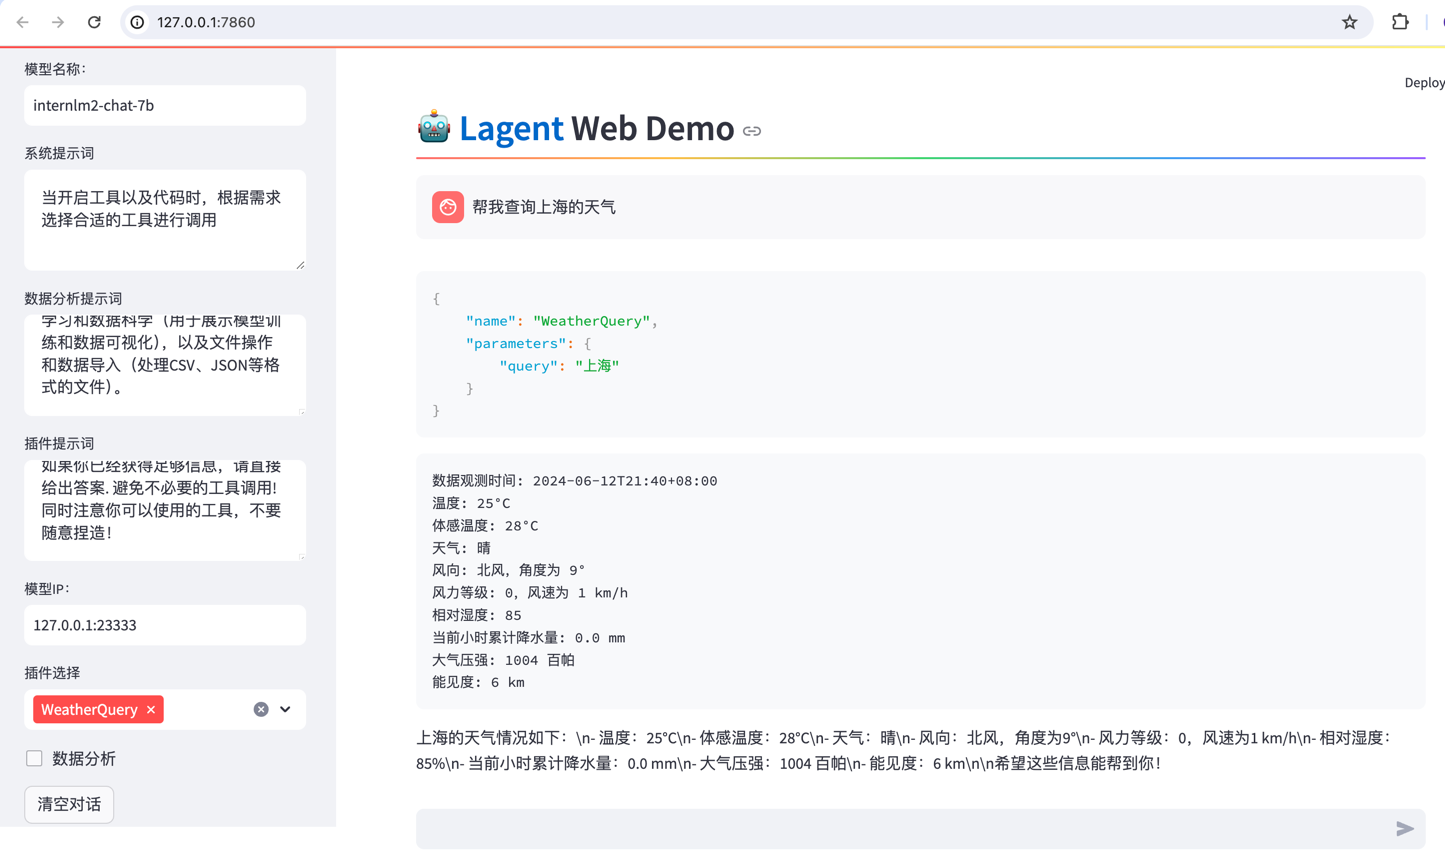 127.0.0.1:7860
模型名称：
internlm2-chat-7b
系统提示词
当开启工具以及代码时，根据需求
选择合适的工具进行调用
数据分析提示词
学习和数据科学（用于展示模型训
练和数据可视化），以及文件操作
和数据导入（处理CSV、JSON等格
式的文件）。
插件提示词
如果你已经获得足够信息，请直接
给出答案. 避免不必要的工具调用!
同时注意你可以使用的工具，不要
随意捏造！
模型IP：
127.0.0.1:23333
插件选择
WeatherQuery ×
数据分析
清空对话
Deploy
Lagent Web Demo
帮我查询上海的天气
{
"name": "WeatherQuery",
"parameters": {
"query": "上海"
}
}
数据观测时间: 2024-06-12T21:40+08:00
温度: 25°C
体感温度: 28°C
天气: 晴
风向: 北风，角度为 9°
风力等级: 0，风速为 1 km/h
相对湿度: 85
当前小时累计降水量: 0.0 mm
大气压强: 1004 百帕
能见度: 6 km
上海的天气情况如下：\n- 温度：25°C\n- 体感温度：28°C\n- 天气：晴\n- 风向：北风，角度为9°\n- 风力等级：0，风速为1 km/h\n- 相对湿度：
85%\n- 当前小时累计降水量：0.0 mm\n- 大气压强：1004 百帕\n- 能见度：6 km\n\n希望这些信息能帮到你！